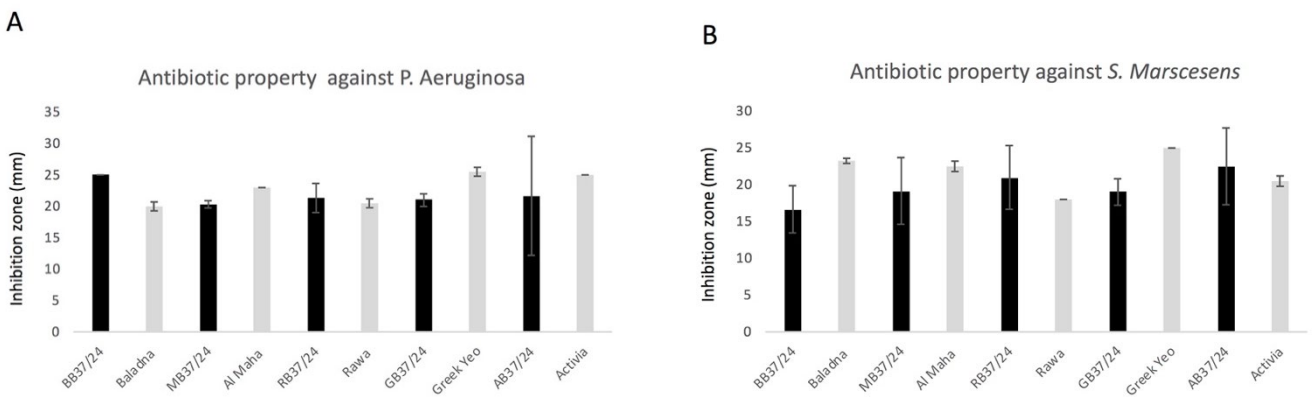 A
Antibiotic property against P. Aeruginosa
Inhibition zone (mm)
35
30
25
20
15
10
5
0
BB37/24
Baladna
MB37/24
Al Maha
RB37/24
Rawa
GB37/24
Greek Yeo
AB37/24
Activia
B
Antibiotic property against S. Marscesens
Inhibition zone (mm)
30
25
20
15
10
5
0
BB37/24
Baladna
MB37/24
Al Maha
RB37/24
Rawa
GB37/24
Greek Yeo
AB37/24
Activia